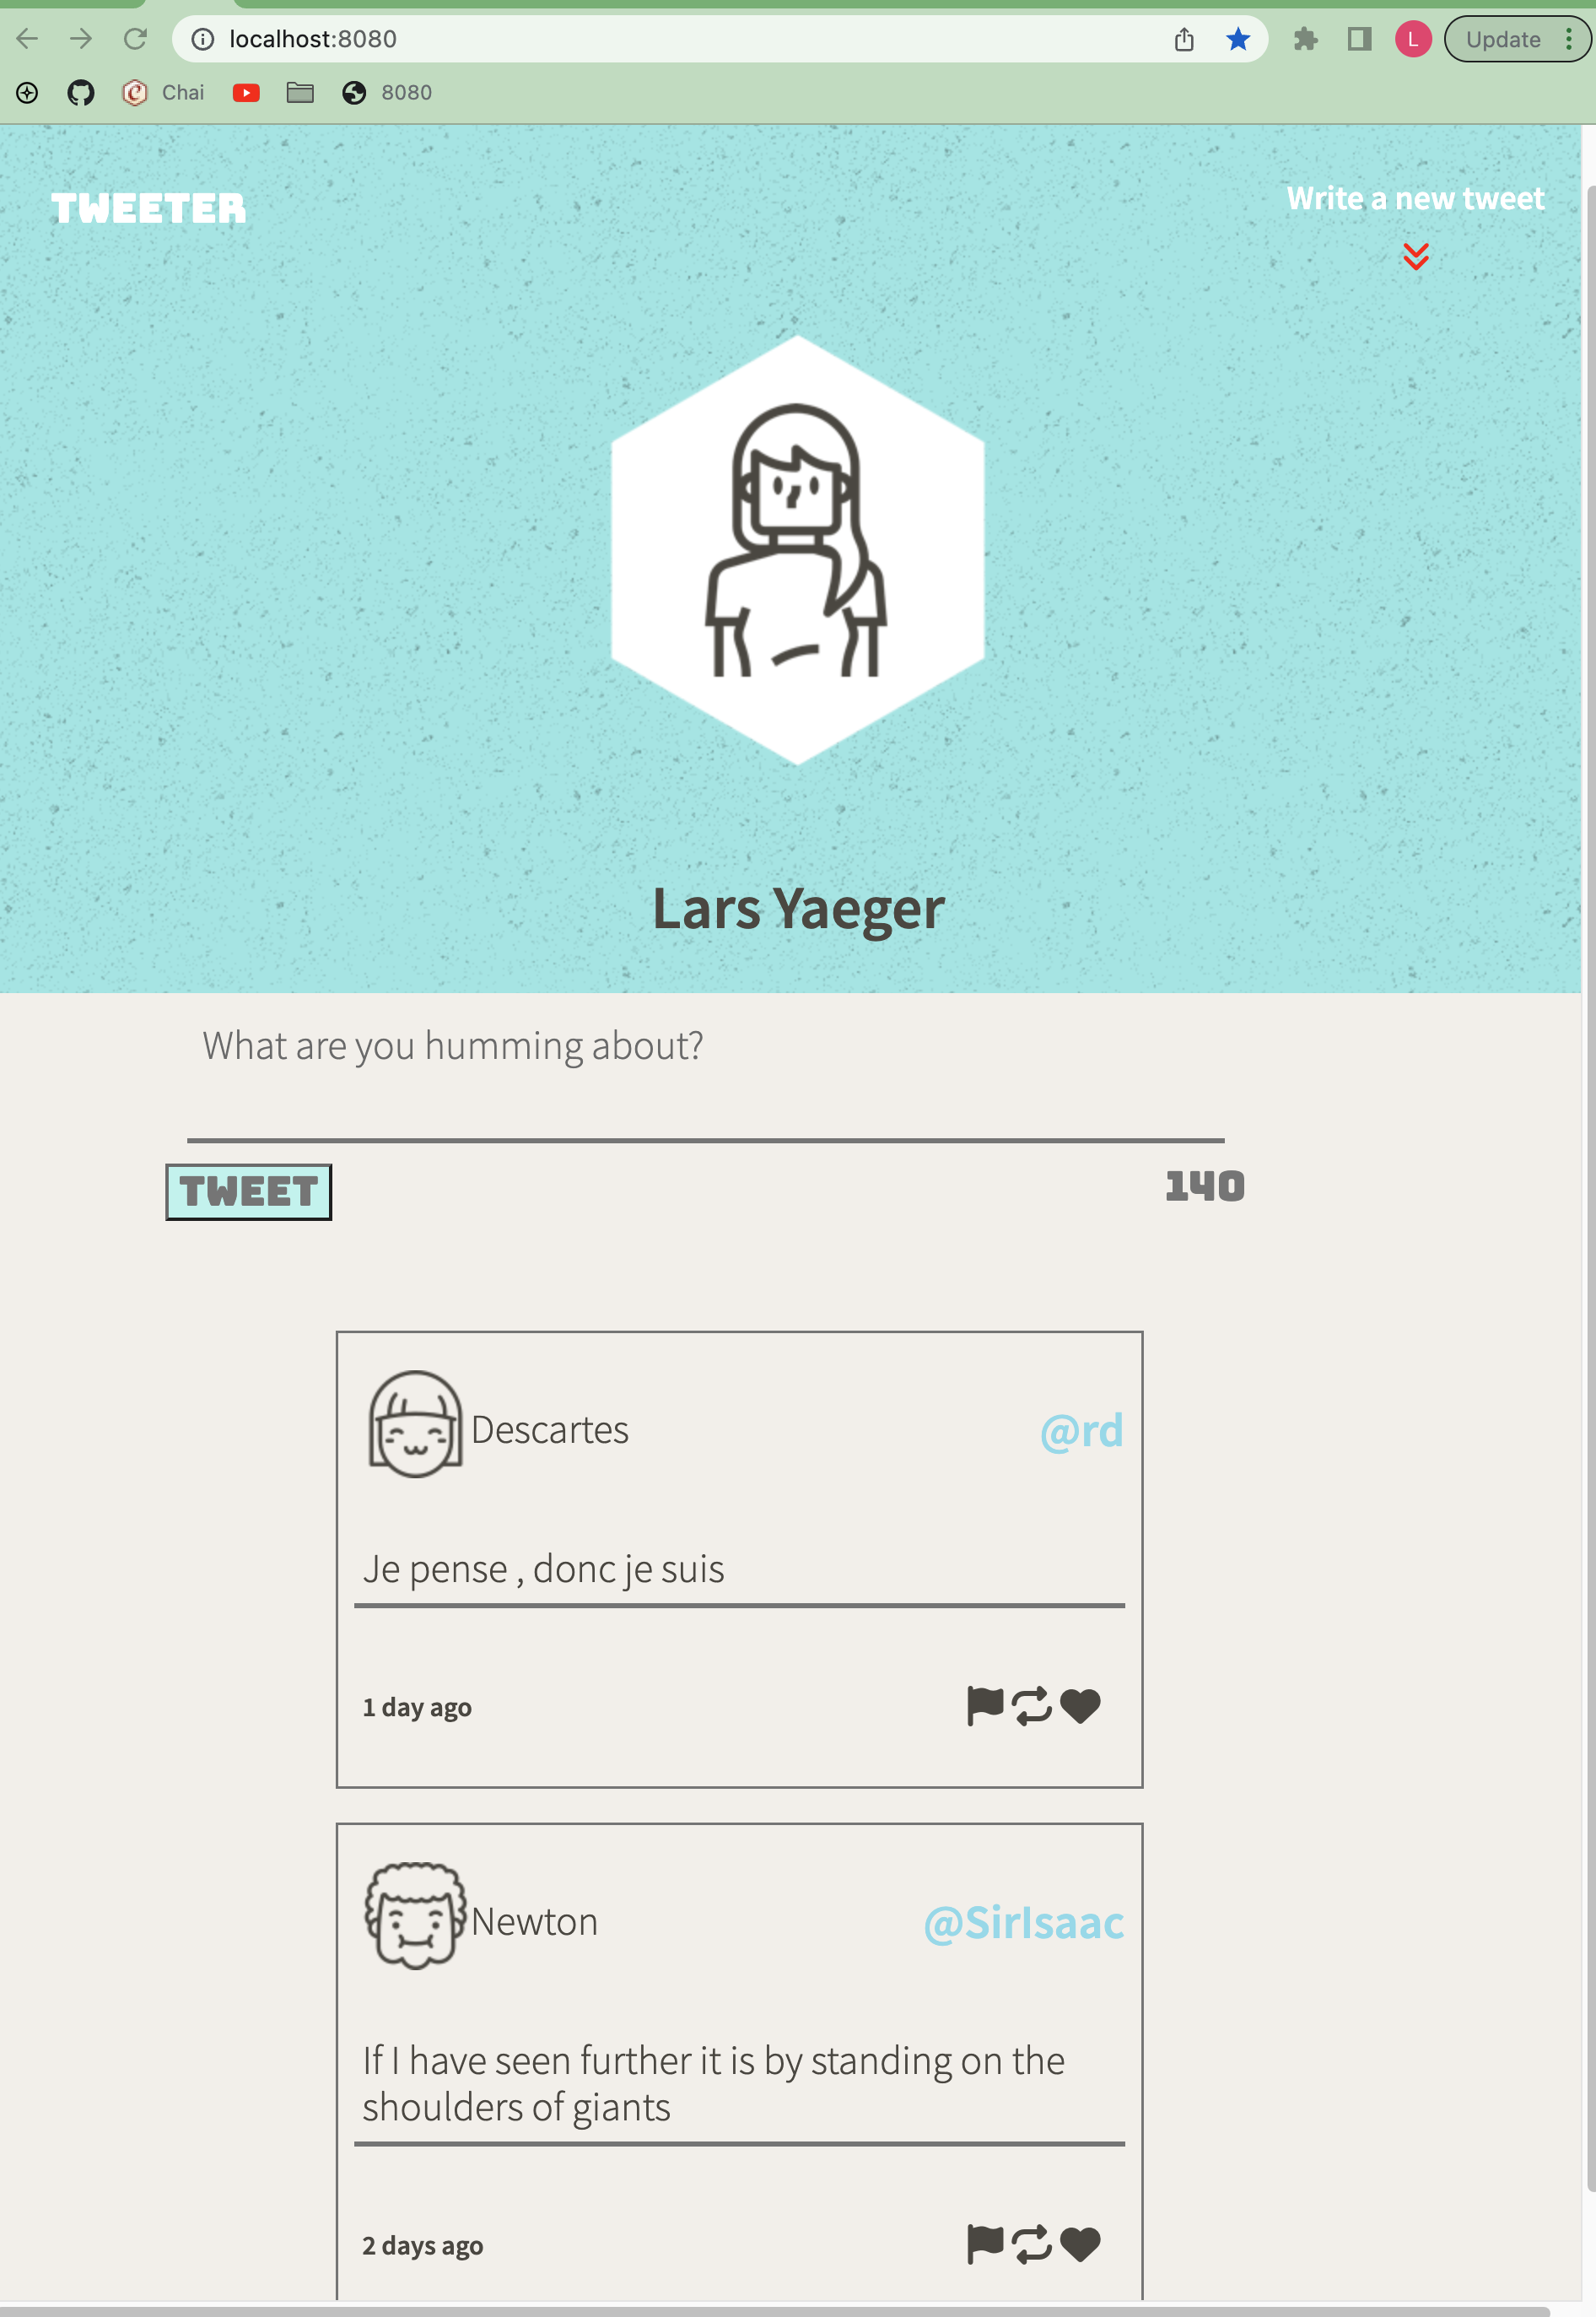 localhost:8080
L
Update
Chai
8080
TWEETER
Write a new tweet
Lars Yaeger
What are you humming about?
TWEET
140
Descartes
@rd
Je pense , donc je suis
1 day ago
Newton
@SirIsaac
If I have seen further it is by standing on the
shoulders of giants
2 days ago